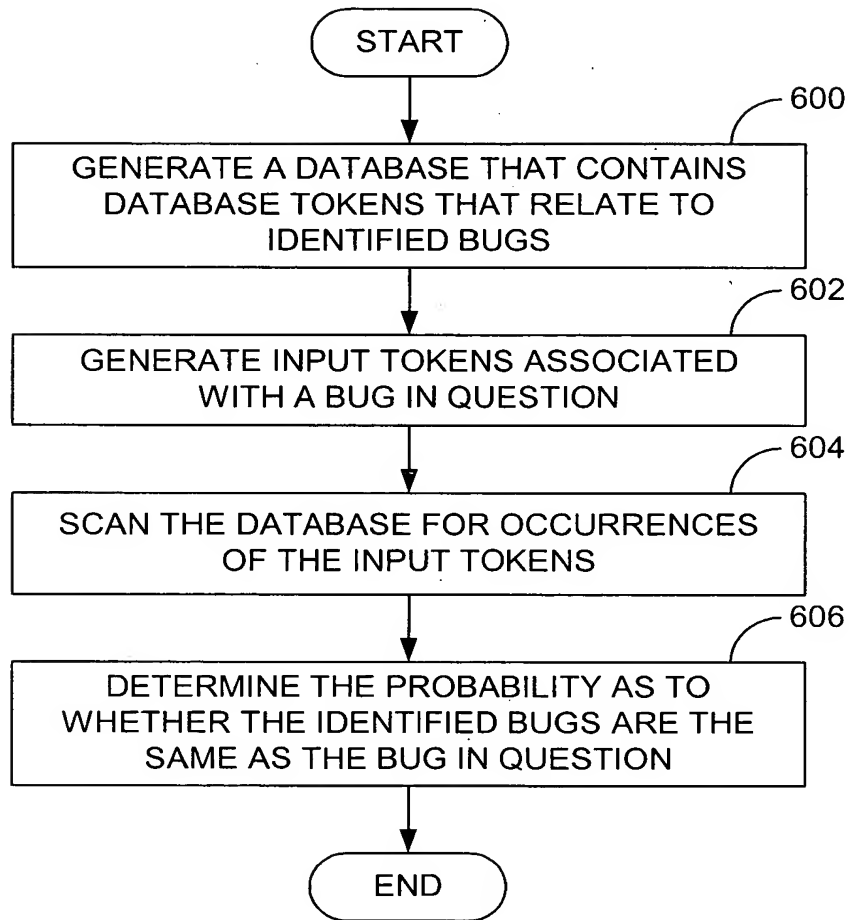 START
600
GENERATE A DATABASE THAT CONTAINS
DATABASE TOKENS THAT RELATE TO
IDENTIFIED BUGS
602
GENERATE INPUT TOKENS ASSOCIATED
WITH A BUG IN QUESTION
604
SCAN THE DATABASE FOR OCCURRENCES
OF THE INPUT TOKENS
606
DETERMINE THE PROBABILITY AS TO
WHETHER THE IDENTIFIED BUGS ARE THE
SAME AS THE BUG IN QUESTION
END